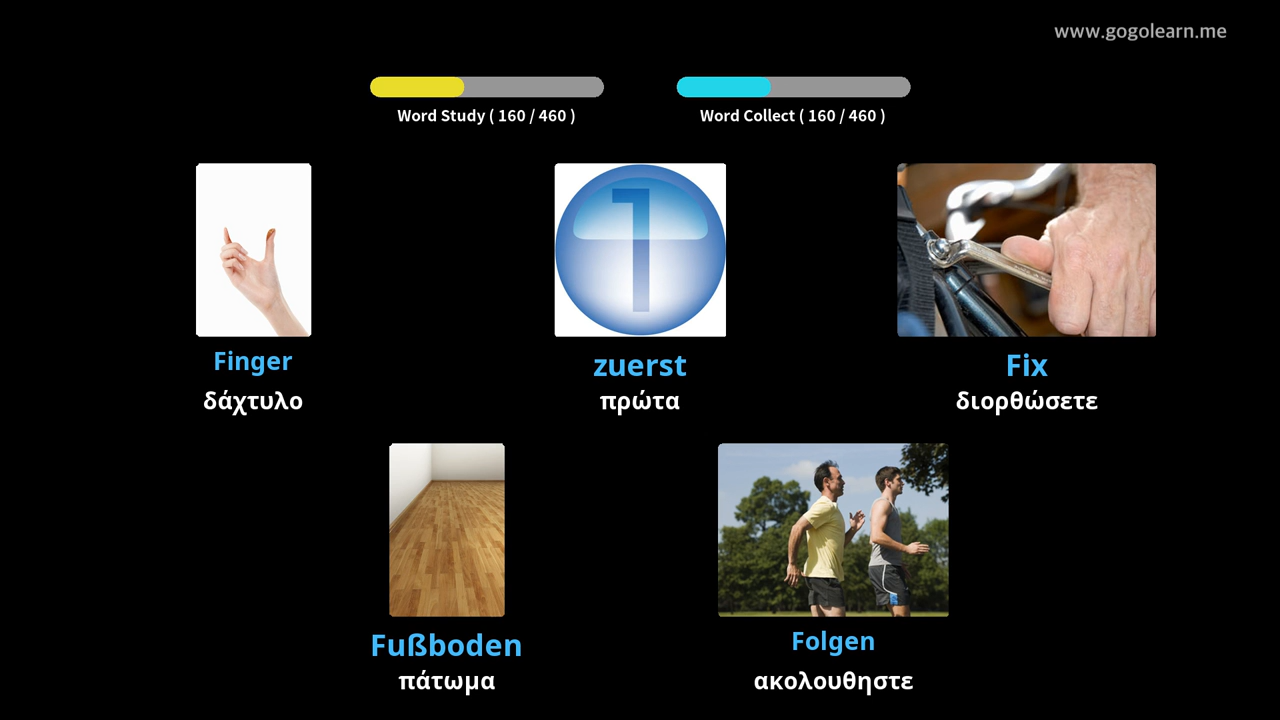 www.gogolearn.me
Word Study ( 160 / 460 )
Word Collect ( 160 / 460 )
1
Finger
zuerst
Fix
δάχτυλο
πρώτα
διορθώσετε
Fußboden
Folgen
πάτωμα
ακολουθηστε